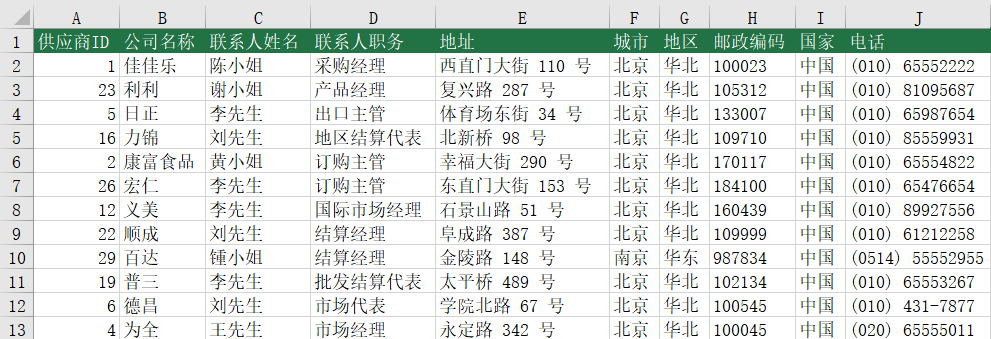 A B C D E F G H I J
1 供应商ID 公司名称 联系人姓名 联系人职务 地址 城市 地区 邮政编码 国家 电话
2 1 佳佳乐 陈小姐 采购经理 西直门大街 110 号 北京 华北 100023 中国 (010) 65552222
3 23 利利 谢小姐 产品经理 复兴路 287 号 北京 华北 105312 中国 (010) 81095687
4 5 日正 李先生 出口主管 体育场东街 34 号 北京 华北 133007 中国 (010) 65987654
5 16 力锦 刘先生 地区结算代表 北新桥 98 号 北京 华北 109710 中国 (010) 85559931
6 2 康富食品 黄小姐 订购主管 幸福大街 290 号 北京 华北 170117 中国 (010) 65554822
7 26 宏仁 李先生 订购主管 东直门大街 153 号 北京 华北 184100 中国 (010) 65476654
8 12 义美 李先生 国际市场经理 石景山路 51 号 北京 华北 160439 中国 (010) 89927556
9 22 顺成 刘先生 结算经理 阜成路 387 号 北京 华北 109999 中国 (010) 61212258
10 29 百达 锺小姐 结算经理 金陵路 148 号 南京 华东 987834 中国 (0514) 55552955
11 19 普三 李先生 批发结算代表 太平桥 489 号 北京 华北 102134 中国 (010) 65553267
12 6 德昌 刘先生 市场代表 学院北路 67 号 北京 华北 100545 中国 (010) 431-7877
13 4 为全 王先生 市场经理 永定路 342 号 北京 华北 100045 中国 (020) 65555011